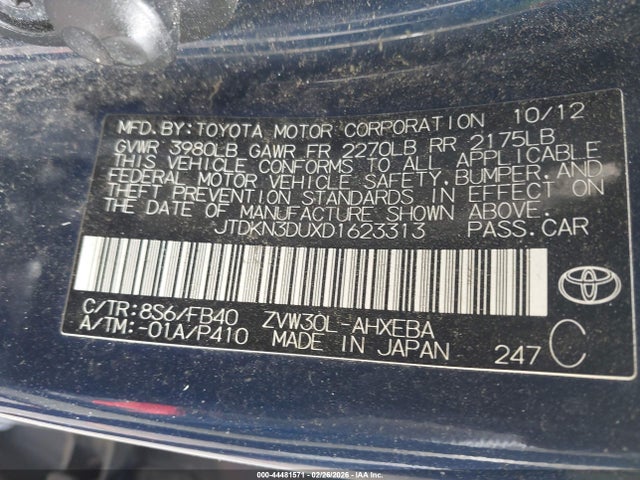 MFD. BY: TOYOTA MOTOR CORPORATION 10/12
GVWR 3980LB GAWR FR 2270LB RR 2175LB
THIS VEHICLE CONFORMS TO ALL APPLICABLE
FEDERAL MOTOR VEHICLE SAFETY, BUMPER, AND
THEFT PREVENTION STANDARDS IN EFFECT ON
THE DATE OF MANUFACTURE SHOWN ABOVE.
JTDKN3DUXD1623313 PASS. CAR
C/TR: 8S6/FB40 ZVW30L-AHXEBA
A/TM: -01A/P410 MADE IN JAPAN 247 C
000-44481571 - 02/26/2026 - IAA Inc.